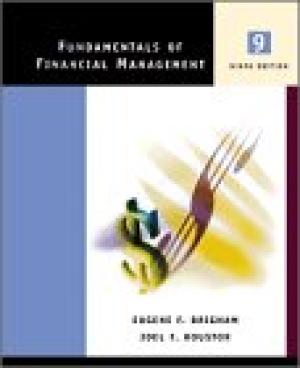 FUNDAMENTALS OF
FINANCIAL MANAGEMENT
9
NINTH EDITION
EUGENE F. BRIGHAM
JOEL F. HOUSTON